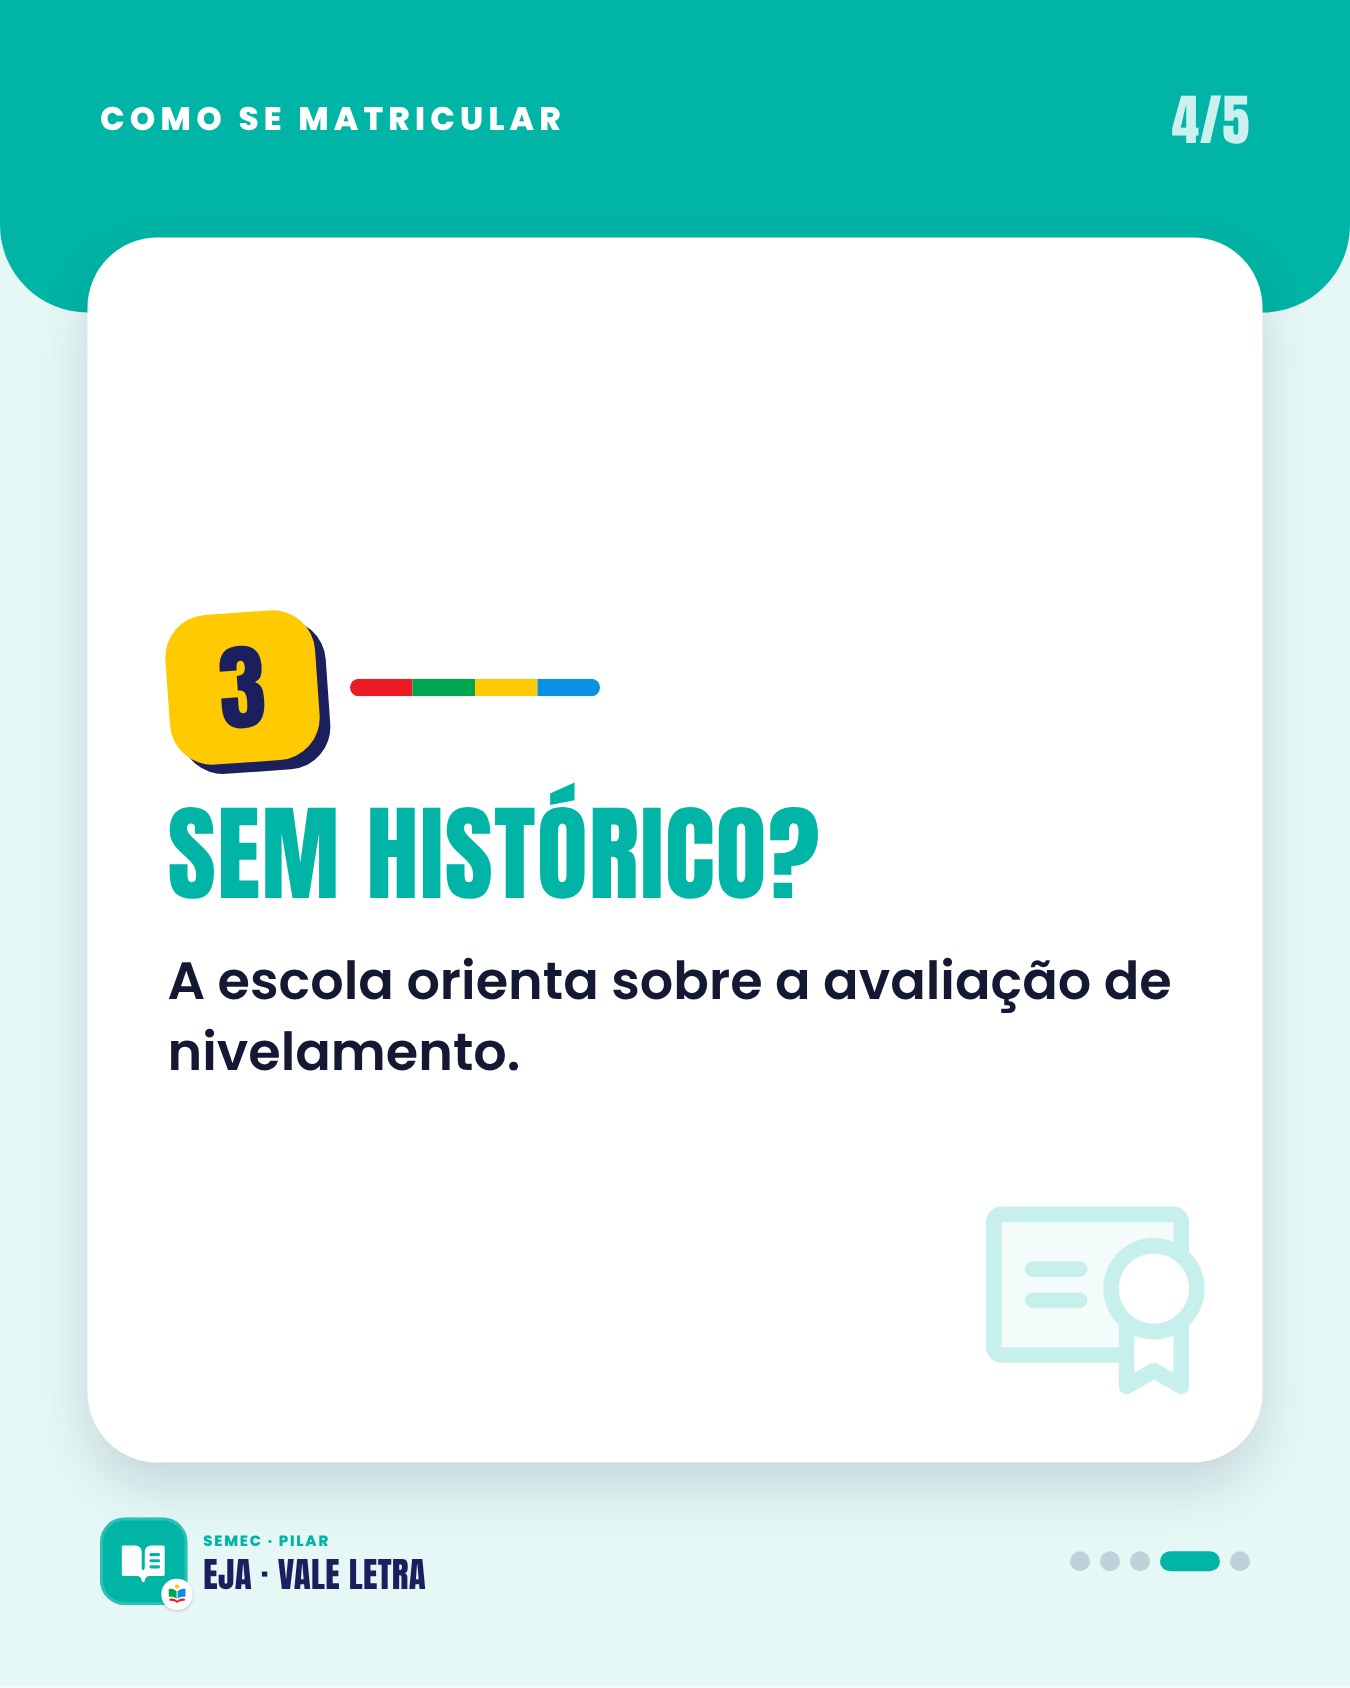 COMO SE MATRICULAR
4/5
3
SEM HISTÓRICO?
A escola orienta sobre a avaliação de
nivelamento.
SEMEC · PILAR
EJA · VALE LETRA